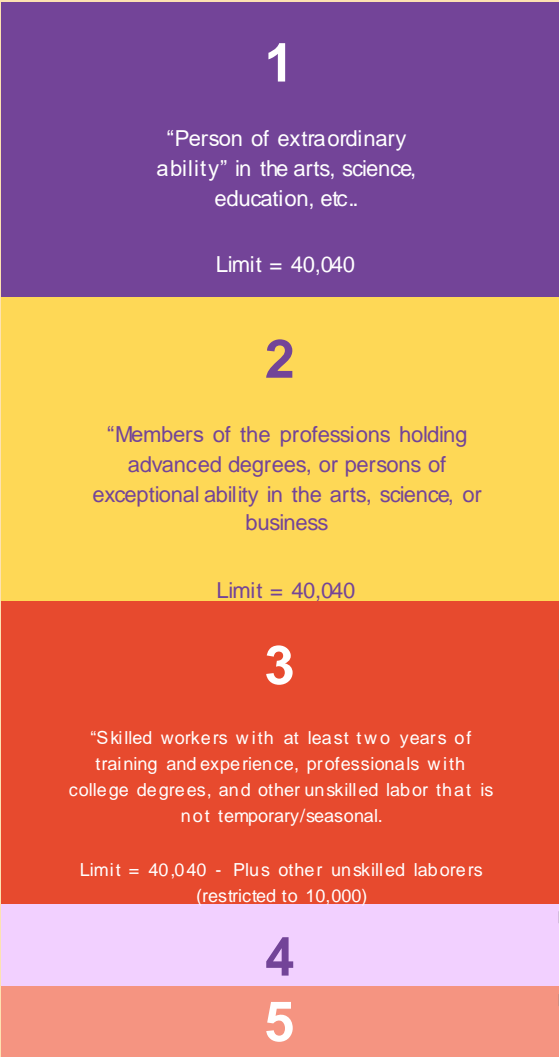 1
“Person of extraordinary
ability” in the arts, science,
education, etc..
Limit = 40,040
2
“Members of the professions holding
advanced degrees, or persons of
exceptional ability in the arts, science, or
business
Limit = 40,040
3
“Skilled workers with at least two years of
training and experience, professionals with
college degrees, and other unskilled labor that is
not temporary/seasonal.
Limit = 40,040 - Plus other unskilled laborers
(restricted to 10,000)
4
5